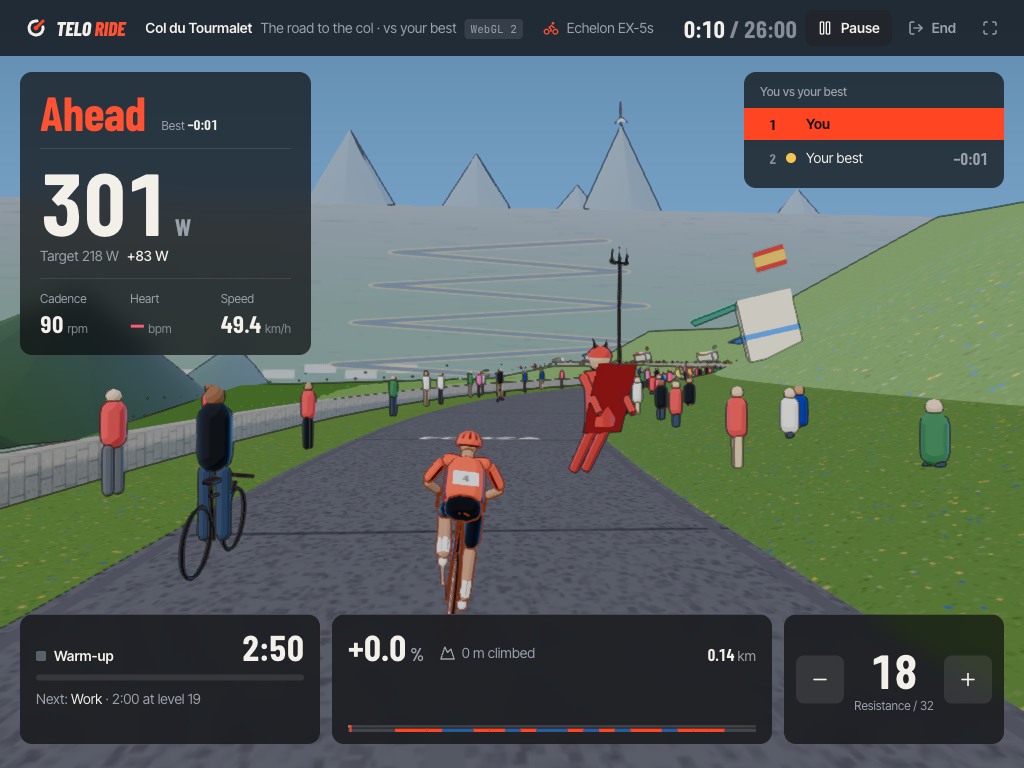 TELO RIDE
Col du Tourmalet The road to the col · vs your best WebGL 2 Echelon EX-5s 0:10 / 26:00 Pause End
Ahead Best −0:01
301 W
Target 218 W +83 W
Cadence Heart Speed
90 rpm — bpm 49.4 km/h
You vs your best
1 You
2 Your best −0:01
4
Warm-up 2:50
Next: Work · 2:00 at level 19
+0.0 % 0 m climbed 0.14 km
− 18 +
Resistance / 32